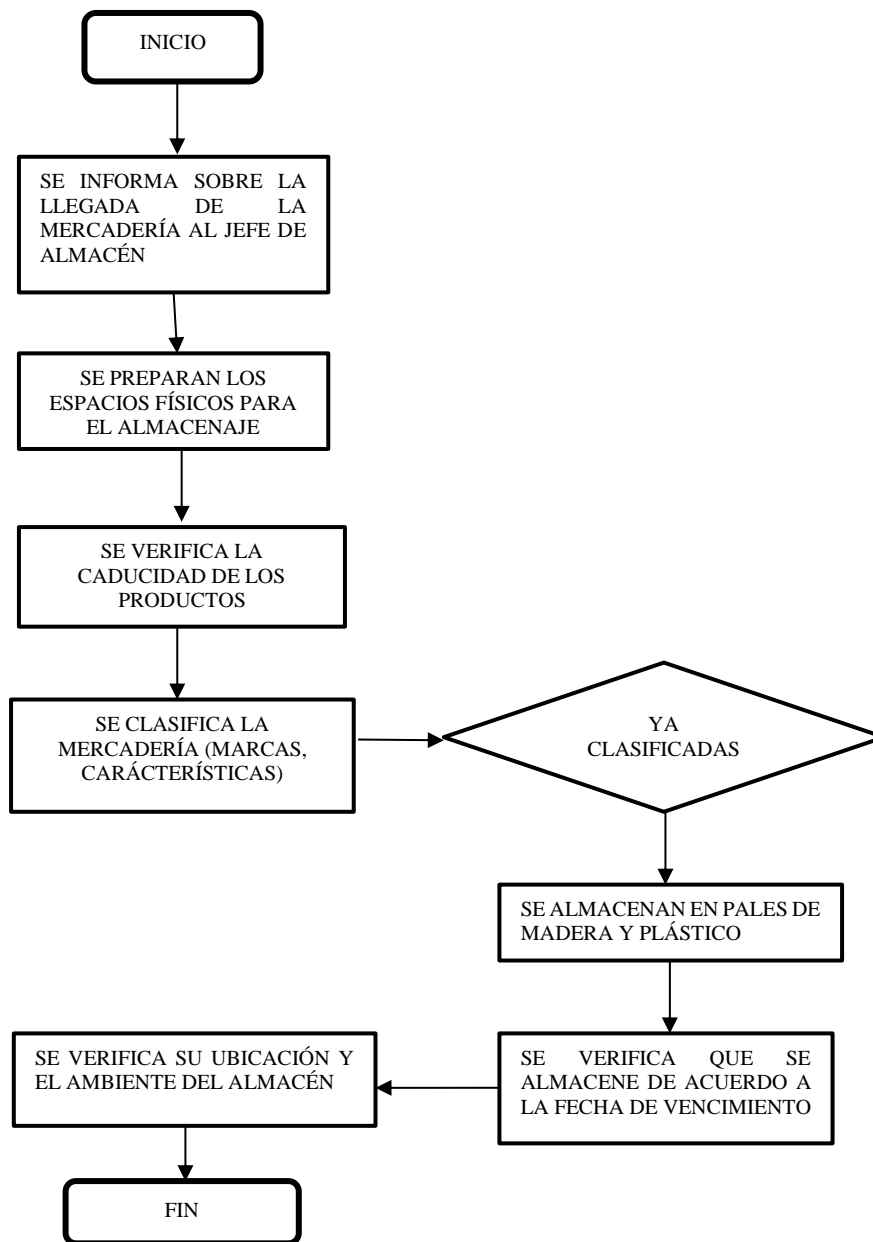 INICIO
SE INFORMA SOBRE LA
LLEGADA DE LA
MERCADERÍA AL JEFE DE
ALMACÉN
SE PREPARAN LOS
ESPACIOS FÍSICOS PARA
EL ALMACENAJE
SE VERIFICA LA
CADUCIDAD DE LOS
PRODUCTOS
SE CLASIFICA LA
MERCADERÍA (MARCAS,
CARÁCTERÍSTICAS)
YA
CLASIFICADAS
SE ALMACENAN EN PALES DE
MADERA Y PLÁSTICO
SE VERIFICA QUE SE
ALMACENE DE ACUERDO A
LA FECHA DE VENCIMIENTO
SE VERIFICA SU UBICACIÓN Y
EL AMBIENTE DEL ALMACÉN
FIN